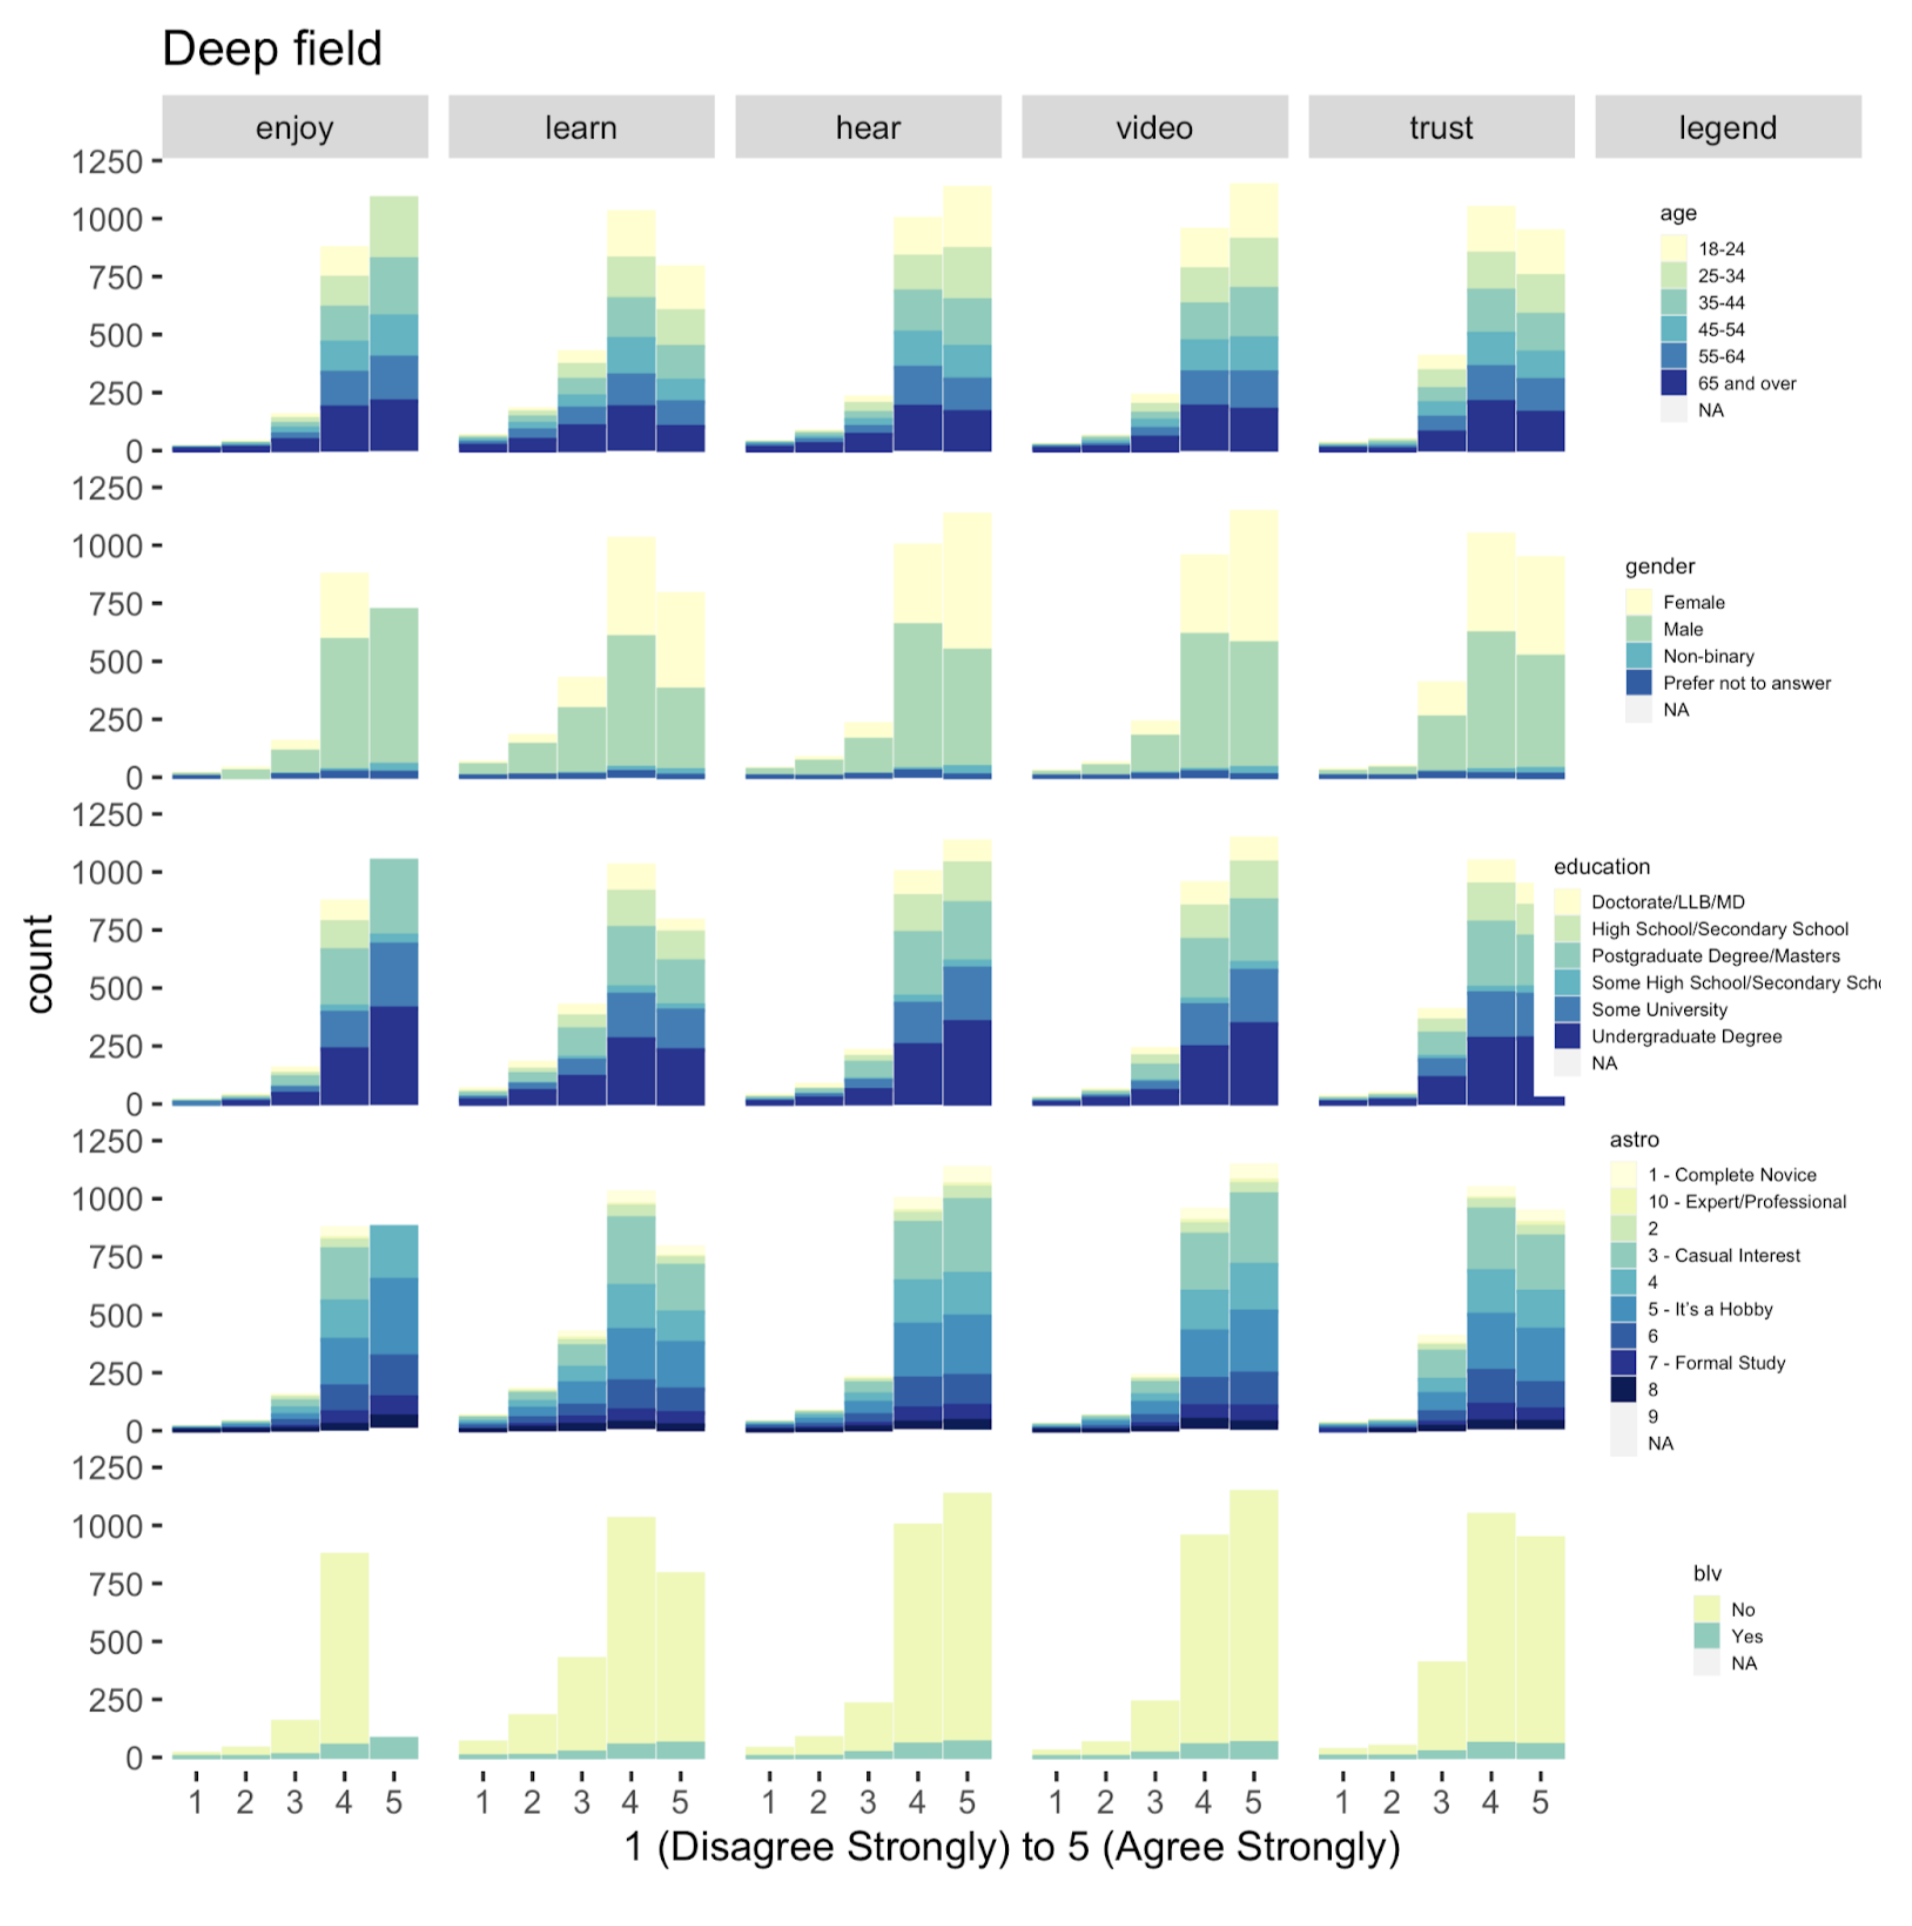 Deep field
enjoy learn hear video trust legend
1250
1000
750
500
250
0
age
18-24
25-34
35-44
45-54
55-64
65 and over
NA
1250
1000
750
500
250
0
gender
Female
Male
Non-binary
Prefer not to answer
NA
1250
1000
750
500
250
0
education
Doctorate/LLB/MD
High School/Secondary School
Postgraduate Degree/Masters
Some High School/Secondary Sch
Some University
Undergraduate Degree
NA
count
1250
1000
750
500
250
0
astro
1 - Complete Novice
10 - Expert/Professional
2
3 - Casual Interest
4
5 - It's a Hobby
6
7 - Formal Study
8
9
NA
1250
1000
750
500
250
0
blv
No
Yes
NA
1 2 3 4 5 1 2 3 4 5 1 2 3 4 5 1 2 3 4 5 1 2 3 4 5
1 (Disagree Strongly) to 5 (Agree Strongly)